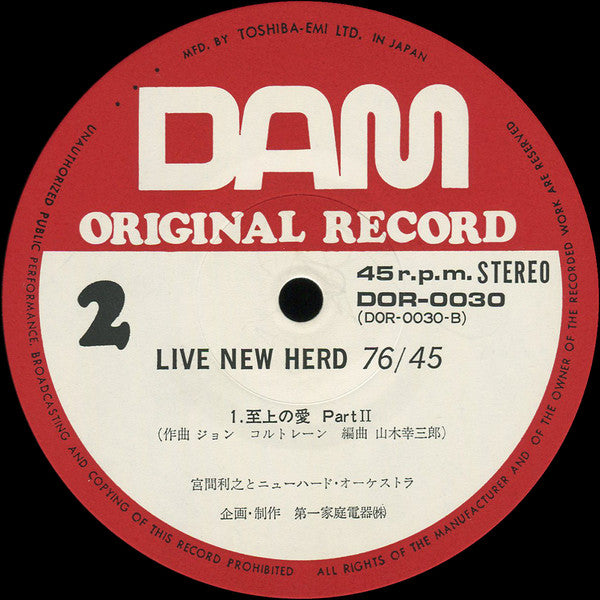 MFD. BY TOSHIBA-EMI LTD. IN JAPAN
DAM
ORIGINAL RECORD
2
45 r.p.m. STEREO
DOR-0030
(DOR-0030-B)
LIVE NEW HERD 76/45
1.至上の愛 PartⅡ
(作曲 ジョン コルトレーン 編曲 山木幸三郎)
宮間利之とニューハード・オーケストラ
企画・制作 第一家庭電器㈱
UNAUTHORIZED PUBLIC PERFORMANCE, BROADCASTING AND COPYING OF THIS RECORD PROHIBITED
ALL RIGHTS OF THE MANUFACTURER AND OF THE OWNER OF THE RECORDED WORK ARE RESERVED